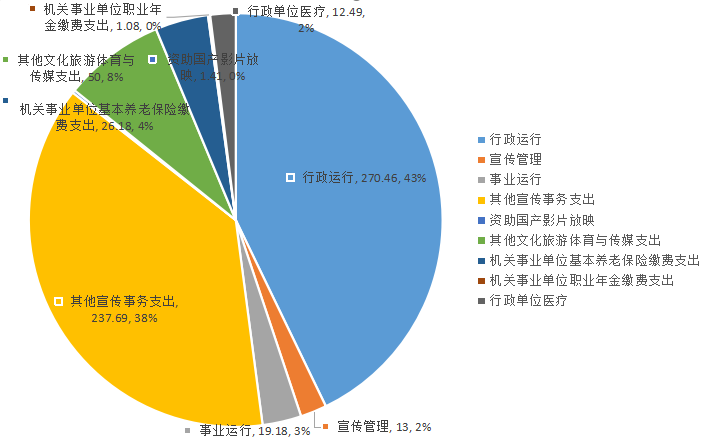 机关事业单位职业年
金缴费支出, 1.08, 0%
行政单位医疗, 12.49,
2%
其他文化旅游体育与
传媒支出, 50, 8%
资助国产影片放
映, 1.41, 0%
机关事业单位基本养老保险缴
费支出, 26.18, 4%
行政运行, 270.46, 43%
其他宣传事务支出,
237.69, 38%
事业运行, 19.18, 3%
宣传管理, 13, 2%
行政运行
宣传管理
事业运行
其他宣传事务支出
资助国产影片放映
其他文化旅游体育与传媒支出
机关事业单位基本养老保险缴费支出
机关事业单位职业年金缴费支出
行政单位医疗